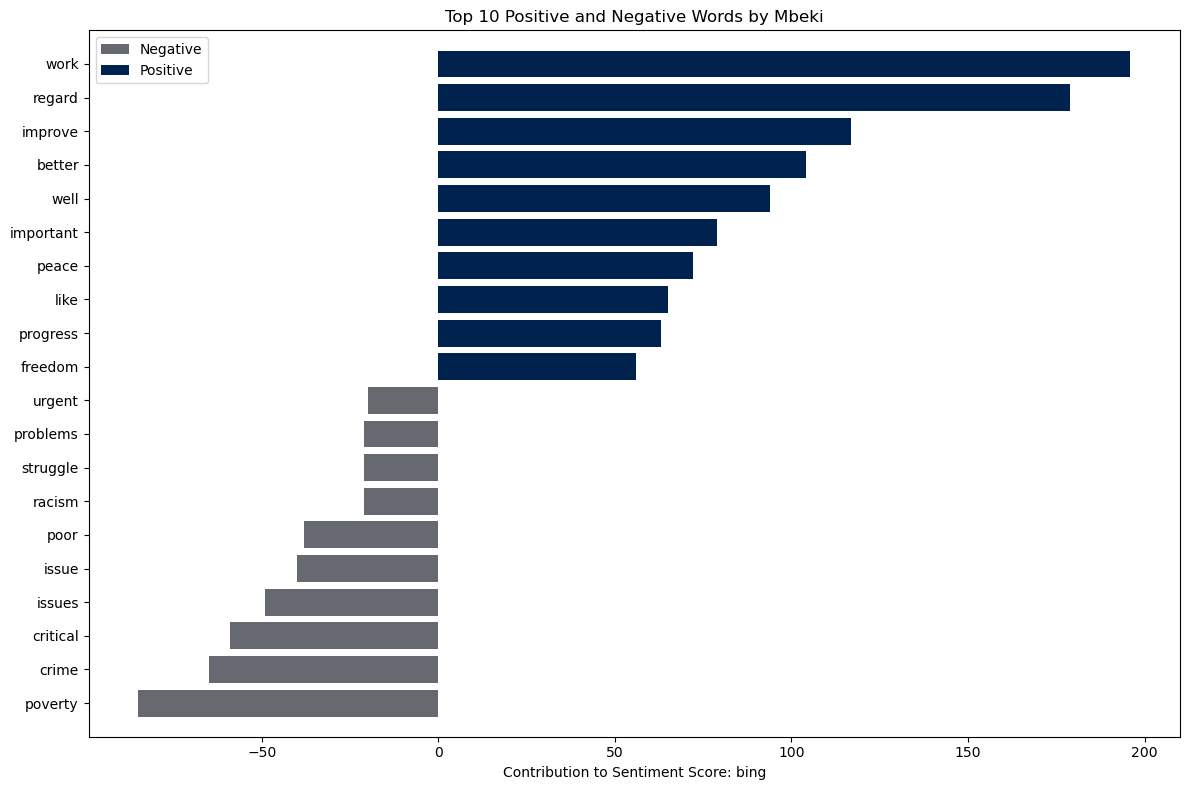 Top 10 Positive and Negative Words by Mbeki
Negative
Positive
work
regard
improve
better
well
important
peace
like
progress
freedom
urgent
problems
struggle
racism
poor
issue
issues
critical
crime
poverty
−50 0 50 100 150 200
Contribution to Sentiment Score: bing